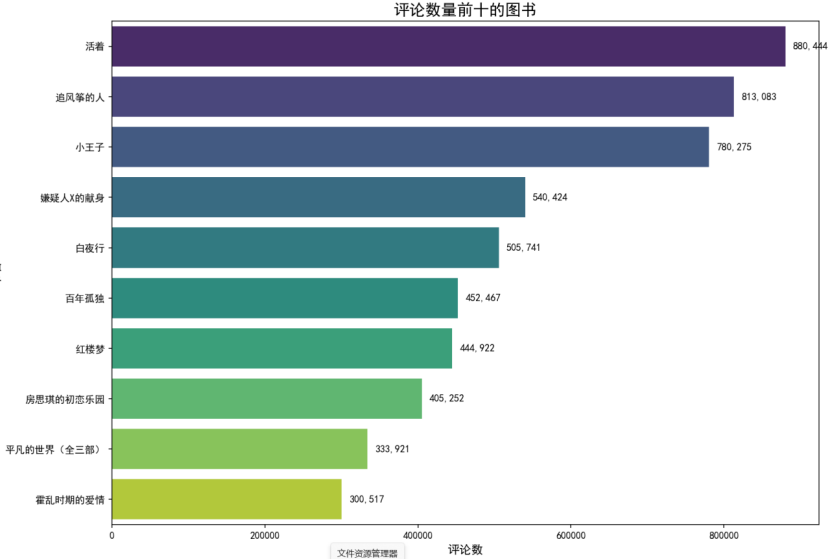 评论数量前十的图书
活着
880,444
追风筝的人
813,083
小王子
780,275
嫌疑人X的献身
540,424
白夜行
505,741
百年孤独
452,467
红楼梦
444,922
房思琪的初恋乐园
405,252
平凡的世界（全三部）
333,921
霍乱时期的爱情
300,517
0
200000
400000
600000
800000
评论数
文件资源管理器